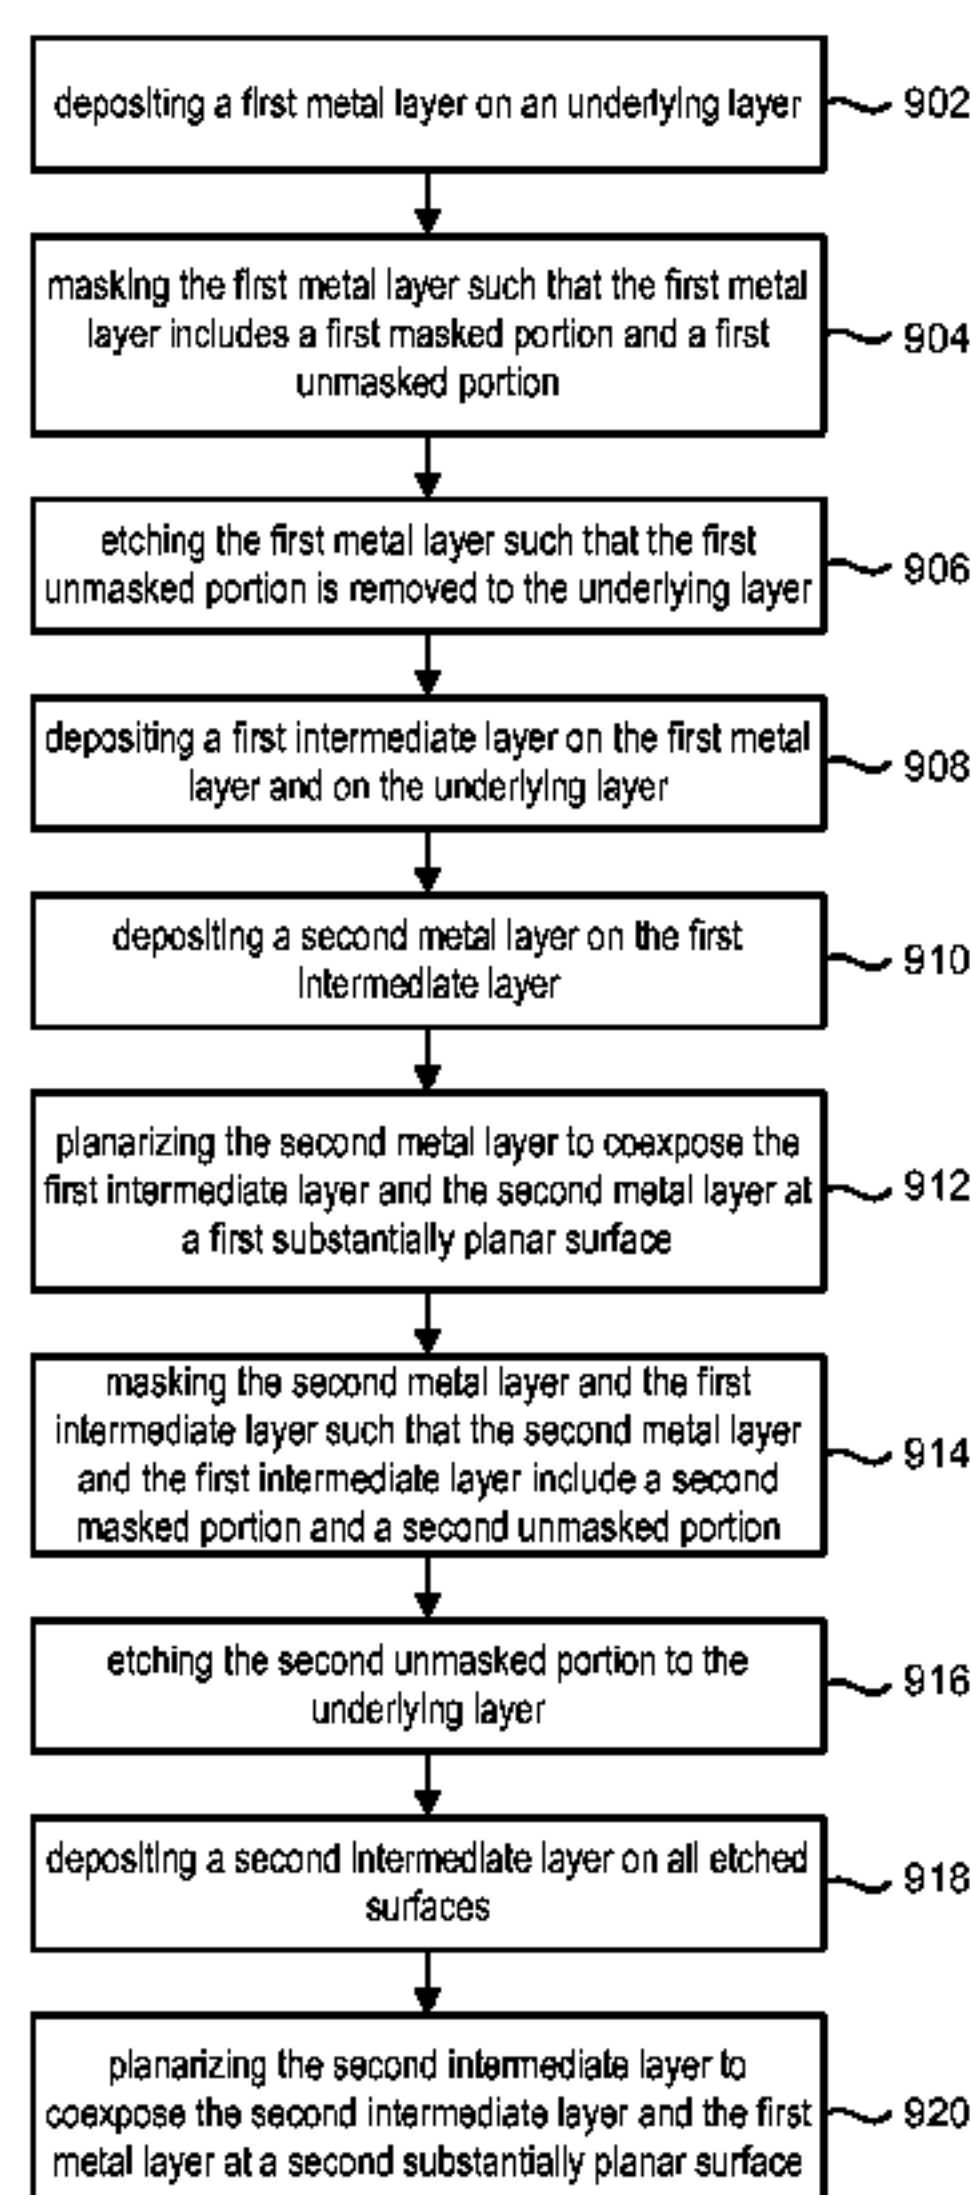 depositing a first metal layer on an underlying layer
902
masking the first metal layer such that the first metal
layer includes a first masked portion and a first
unmasked portion
904
etching the first metal layer such that the first
unmasked portion is removed to the underlying layer
906
depositing a first intermediate layer on the first metal
layer and on the underlying layer
908
depositing a second metal layer on the first
intermediate layer
910
planarizing the second metal layer to coexpose the
first intermediate layer and the second metal layer at
a first substantially planar surface
912
masking the second metal layer and the first
intermediate layer such that the second metal layer
and the first intermediate layer include a second
masked portion and a second unmasked portion
914
etching the second unmasked portion to the
underlying layer
916
depositing a second intermediate layer on all etched
surfaces
918
planarizing the second intermediate layer to
coexpose the second intermediate layer and the first
metal layer at a second substantially planar surface
920